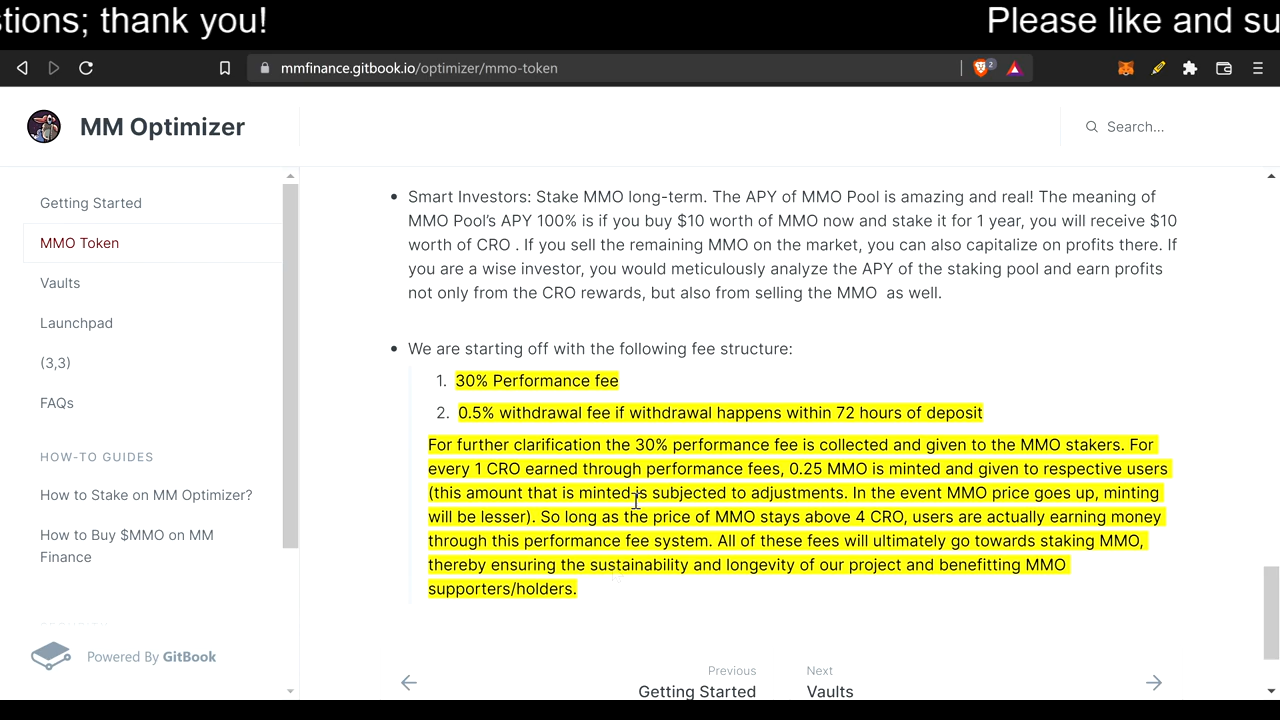 stions; thank you!
Please like and su
mmfinance.gitbook.io/optimizer/mmo-token
2
MM Optimizer
Search...
Getting Started
MMO Token
Vaults
Launchpad
(3,3)
FAQs
HOW-TO GUIDES
How to Stake on MM Optimizer?
How to Buy $MMO on MM
Finance
Powered By GitBook
• Smart Investors: Stake MMO long-term. The APY of MMO Pool is amazing and real! The meaning of
MMO Pool's APY 100% is if you buy $10 worth of MMO now and stake it for 1 year, you will receive $10
worth of CRO . If you sell the remaining MMO on the market, you can also capitalize on profits there. If
you are a wise investor, you would meticulously analyze the APY of the staking pool and earn profits
not only from the CRO rewards, but also from selling the MMO as well.
• We are starting off with the following fee structure:
1. 30% Performance fee
2. 0.5% withdrawal fee if withdrawal happens within 72 hours of deposit
For further clarification the 30% performance fee is collected and given to the MMO stakers. For
every 1 CRO earned through performance fees, 0.25 MMO is minted and given to respective users
(this amount that is minted is subjected to adjustments. In the event MMO price goes up, minting
will be lesser). So long as the price of MMO stays above 4 CRO, users are actually earning money
through this performance fee system. All of these fees will ultimately go towards staking MMO,
thereby ensuring the sustainability and longevity of our project and benefitting MMO
supporters/holders.
Previous
Getting Started
Next
Vaults